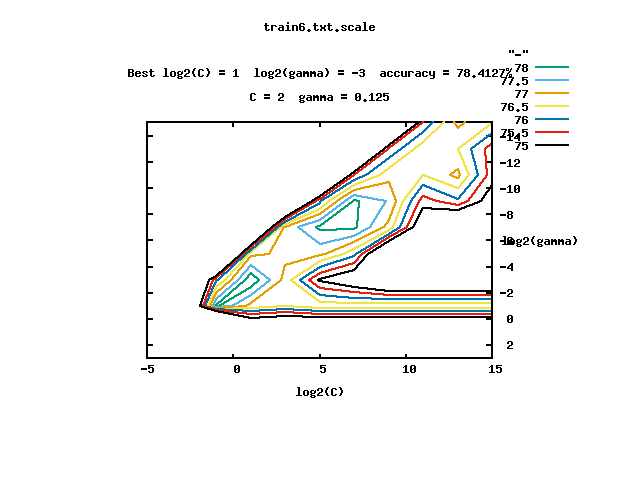 train6.txt.scale
"-"
Best log2(C) = 1  log2(gamma) = -3  accuracy = 78.4127%
78
77.5
C = 2  gamma = 0.125
77
76.5
76
75.5
75
-14
-12
-10
-8
-6
log2(gamma)
-4
-2
0
2
-5 0 5 10 15
log2(C)